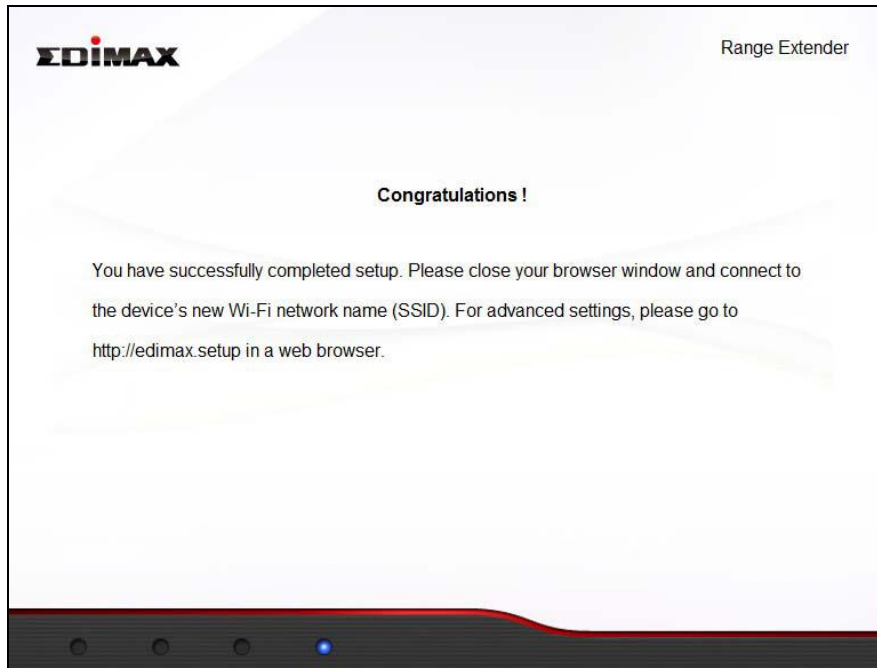 EDIMAX
Range Extender
Congratulations !
You have successfully completed setup. Please close your browser window and connect to
the device's new Wi-Fi network name (SSID). For advanced settings, please go to
http://edimax.setup in a web browser.